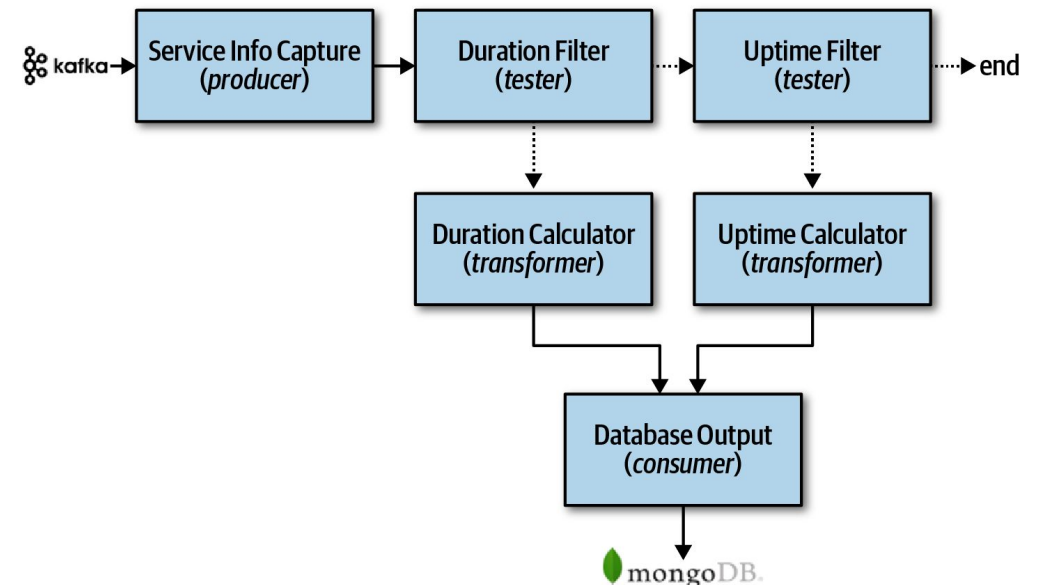 kafka
Service Info Capture
(producer)
Duration Filter
(tester)
Uptime Filter
(tester)
end
Duration Calculator
(transformer)
Uptime Calculator
(transformer)
Database Output
(consumer)
mongoDB.